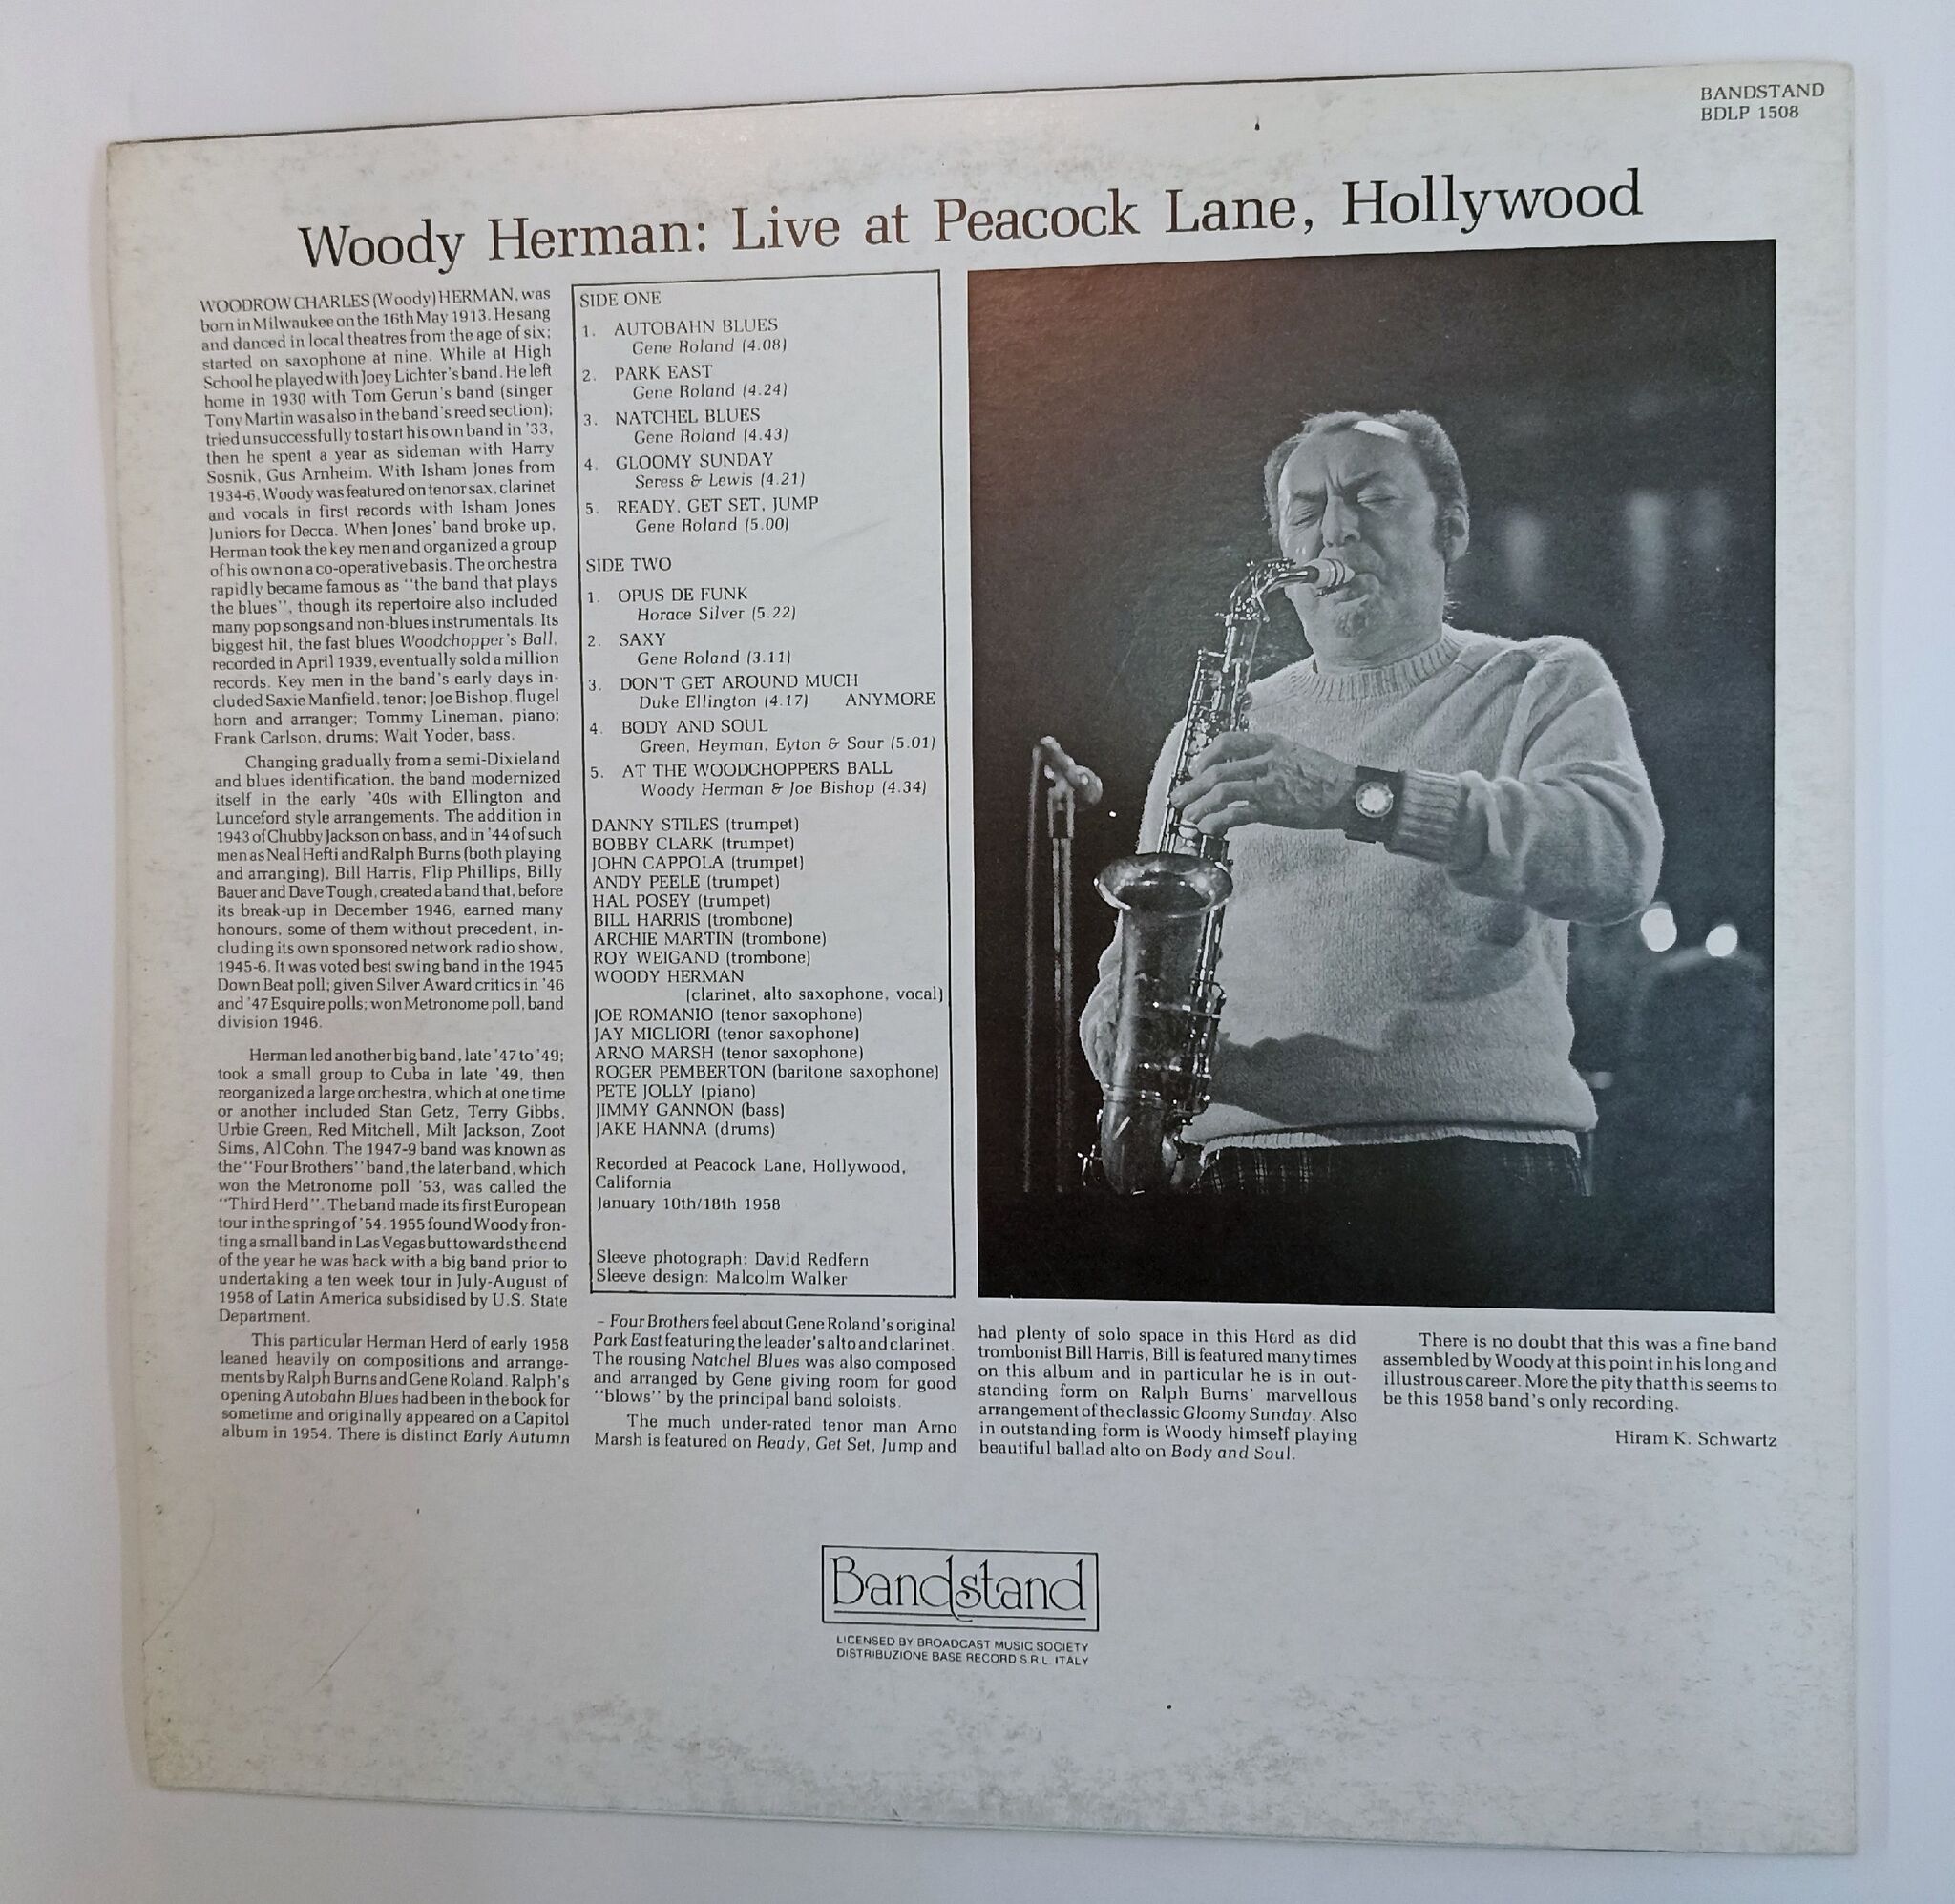 BANDSTAND
BDLP 1508
Woody Herman: Live at Peacock Lane, Hollywood
WOODROW CHARLES (Woody) HERMAN, was
born in Milwaukee on the 16th May 1913. He sang
and danced in local theatres from the age of six;
started on saxophone at nine. While at High
School he played with Joey Lichter's band. He left
home in 1930 with Tom Gerun's band (singer
Tony Martin was also in the band's reed section);
tried unsuccessfully to start his own band in '33,
then he spent a year as sideman with Harry
Sosnik, Gus Arnheim. With Isham Jones from
1934-6, Woody was featured on tenor sax, clarinet
and vocals in first records with Isham Jones
Juniors for Decca. When Jones' band broke up,
Herman took the key men and organized a group
of his own on a co-operative basis. The orchestra
rapidly became famous as "the band that plays
the blues", though its repertoire also included
many pop songs and non-blues instrumentals. Its
biggest hit, the fast blues Woodchopper's Ball,
recorded in April 1939, eventually sold a million
records. Key men in the band's early days in-
cluded Saxie Manfield, tenor; Joe Bishop, flugel
horn and arranger; Tommy Lineman, piano;
Frank Carlson, drums; Walt Yoder, bass.
Changing gradually from a semi-Dixieland
and blues identification, the band modernized
itself in the early '40s with Ellington and
Lunceford style arrangements. The addition in
1943 of Chubby Jackson on bass, and in '44 of such
men as Neal Hefti and Ralph Burns (both playing
and arranging), Bill Harris, Flip Phillips, Billy
Bauer and Dave Tough, created a band that, before
its break-up in December 1946, earned many
honours, some of them without precedent, in-
cluding its own sponsored network radio show,
1945-6. It was voted best swing band in the 1945
Down Beat poll; given Silver Award critics in '46
and '47 Esquire polls; won Metronome poll, band
division 1946.
Herman led another big band, late '47 to '49;
took a small group to Cuba in late '49, then
reorganized a large orchestra, which at one time
or another included Stan Getz, Terry Gibbs,
Urbie Green, Red Mitchell, Milt Jackson, Zoot
Sims, Al Cohn. The 1947-9 band was known as
the "Four Brothers" band, the later band, which
won the Metronome poll '53, was called the
"Third Herd". The band made its first European
tour in the spring of '54. 1955 found Woody fron-
ting a small band in Las Vegas but towards the end
of the year he was back with a big band prior to
undertaking a ten week tour in July-August of
1958 of Latin America subsidised by U.S. State
Department.
This particular Herman Herd of early 1958
leaned heavily on compositions and arrange-
ments by Ralph Burns and Gene Roland. Ralph's
opening Autobahn Blues had been in the book for
sometime and originally appeared on a Capitol
album in 1954. There is distinct Early Autumn
SIDE ONE
1. AUTOBAHN BLUES
Gene Roland (4.08)
2. PARK EAST
Gene Roland (4.24)
3. NATCHEL BLUES
Gene Roland (4.43)
4. GLOOMY SUNDAY
Seress & Lewis (4.21)
5. READY, GET SET, JUMP
Gene Roland (5.00)
SIDE TWO
1. OPUS DE FUNK
Horace Silver (5.22)
2. SAXY
Gene Roland (3.11)
3. DON'T GET AROUND MUCH
Duke Ellington (4.17) ANYMORE
4. BODY AND SOUL
Green, Heyman, Eyton & Sour (5.01)
5. AT THE WOODCHOPPERS BALL
Woody Herman & Joe Bishop (4.34)
DANNY STILES (trumpet)
BOBBY CLARK (trumpet)
JOHN CAPPOLA (trumpet)
ANDY PEELE (trumpet)
HAL POSEY (trumpet)
BILL HARRIS (trombone)
ARCHIE MARTIN (trombone)
ROY WEIGAND (trombone)
WOODY HERMAN
(clarinet, alto saxophone, vocal)
JOE ROMANIO (tenor saxophone)
JAY MIGLIORI (tenor saxophone)
ARNO MARSH (tenor saxophone)
ROGER PEMBERTON (baritone saxophone)
PETE JOLLY (piano)
JIMMY GANNON (bass)
JAKE HANNA (drums)
Recorded at Peacock Lane, Hollywood,
California
January 10th/18th 1958
Sleeve photograph: David Redfern
Sleeve design: Malcolm Walker
– Four Brothers feel about Gene Roland's original
Park East featuring the leader's alto and clarinet.
The rousing Natchel Blues was also composed
and arranged by Gene giving room for good
"blows" by the principal band soloists.
The much under-rated tenor man Arno
Marsh is featured on Ready, Get Set, Jump and
had plenty of solo space in this Herd as did
trombonist Bill Harris, Bill is featured many times
on this album and in particular he is in out-
standing form on Ralph Burns' marvellous
arrangement of the classic Gloomy Sunday. Also
in outstanding form is Woody himself playing
beautiful ballad alto on Body and Soul.
There is no doubt that this was a fine band
assembled by Woody at this point in his long and
illustrous career. More the pity that this seems to
be this 1958 band's only recording.
Hiram K. Schwartz
Bandstand
LICENSED BY BROADCAST MUSIC SOCIETY
DISTRIBUZIONE BASE RECORD S.R.L. ITALY